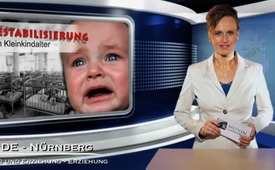 ESTABILISIERUNG
Kleinkindalter
DE - NÜRNBERG
UND ERZIEHUNG - ERZIEHUNG